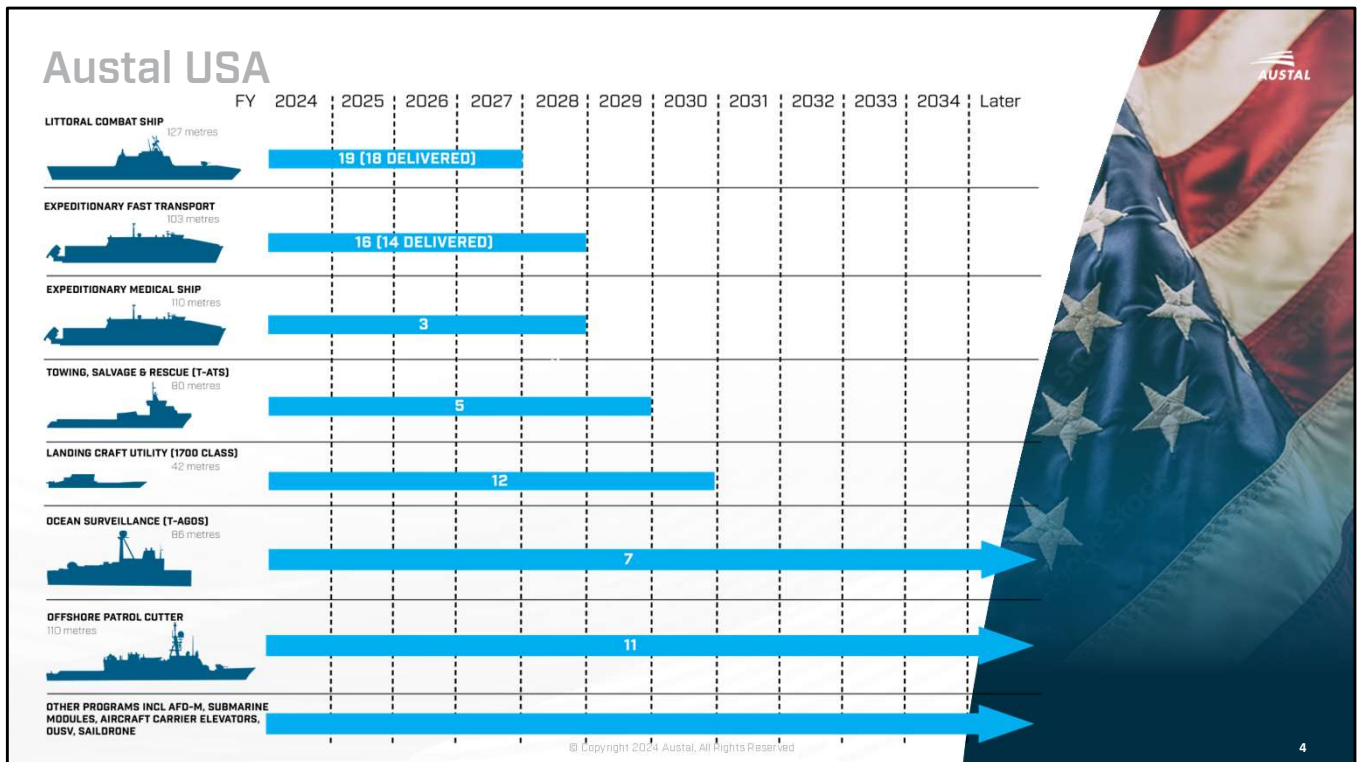 Austal USA
AUSTAL
FY 2024 2025 2026 2027 2028 2029 2030 2031 2032 2033 2034 Later
LITTORAL COMBAT SHIP
127 metres
19 (18 DELIVERED)
EXPEDITIONARY FAST TRANSPORT
103 metres
16 (14 DELIVERED)
EXPEDITIONARY MEDICAL SHIP
110 metres
3
TOWING, SALVAGE & RESCUE (T-ATS)
80 metres
5
LANDING CRAFT UTILITY (1700 CLASS)
42 metres
12
OCEAN SURVEILLANCE (T-AGOS)
86 metres
7
OFFSHORE PATROL CUTTER
110 metres
11
OTHER PROGRAMS INCL AFD-M, SUBMARINE
MODULES, AIRCRAFT CARRIER ELEVATORS,
OUSV, SAILDRONE
© Copyright 2024 Austal, All Rights Reserved
4